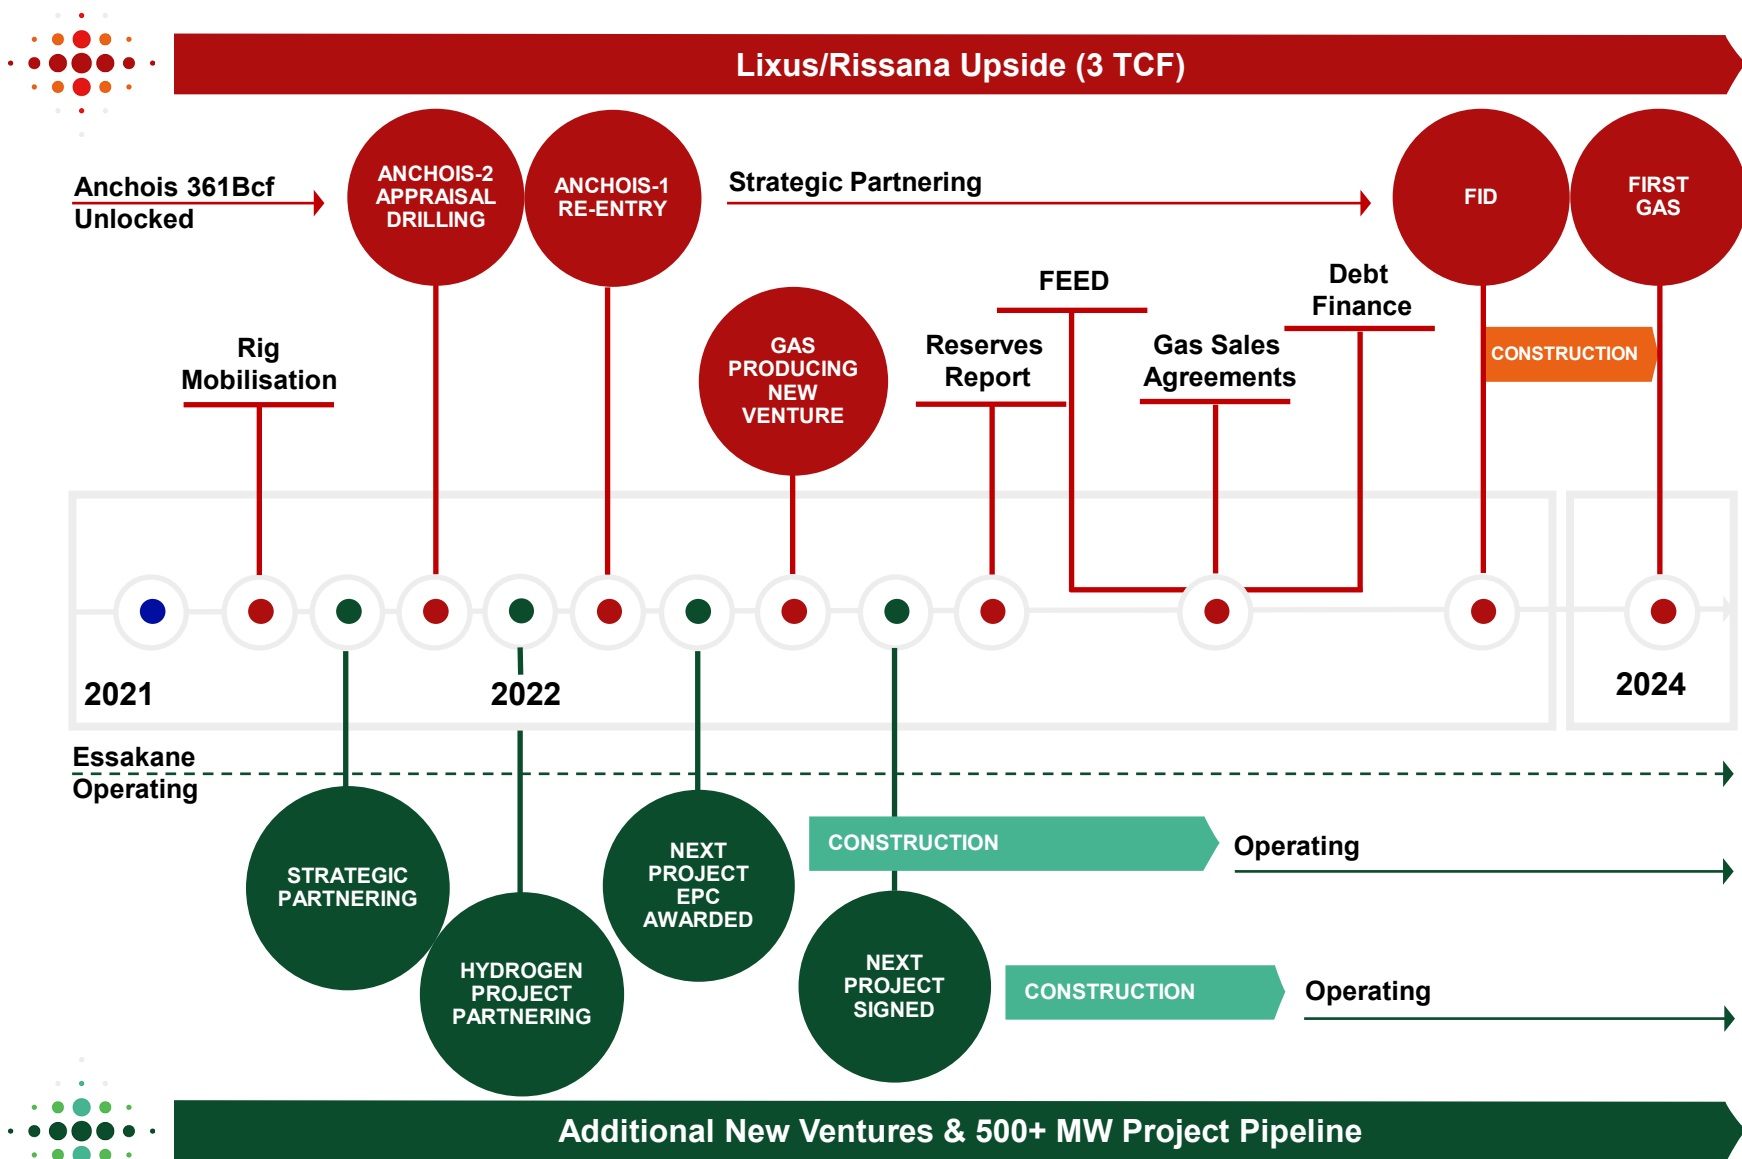 Lixus/Rissana Upside (3 TCF)
Anchois 361Bcf
Unlocked
ANCHOIS-2
APPRAISAL
DRILLING
ANCHOIS-1
RE-ENTRY
Strategic Partnering
FID
FIRST
GAS
Rig
Mobilisation
GAS
PRODUCING
NEW
VENTURE
Reserves
Report
FEED
Gas Sales
Agreements
Debt
Finance
CONSTRUCTION
2021
2022
2024
Essakane
Operating
STRATEGIC
PARTNERING
HYDROGEN
PROJECT
PARTNERING
NEXT
PROJECT
EPC
AWARDED
CONSTRUCTION
Operating
NEXT
PROJECT
SIGNED
CONSTRUCTION
Operating
Additional New Ventures & 500+ MW Project Pipeline